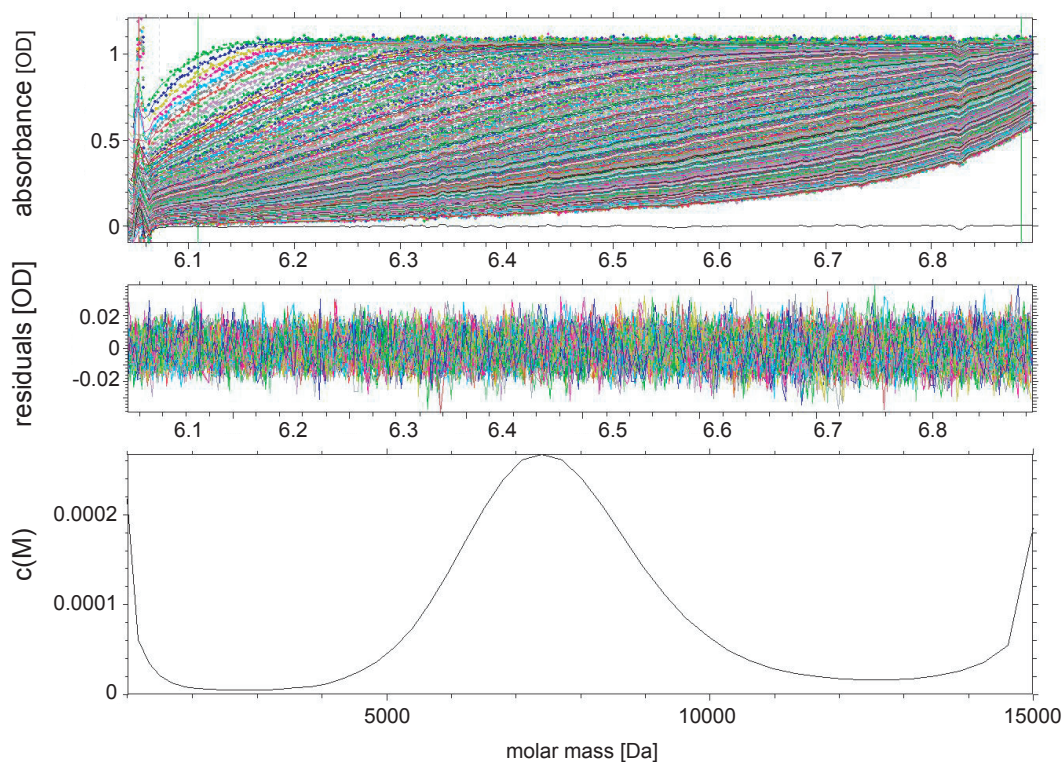 absorbance [OD]
1
0.5
0
6.1 6.2 6.3 6.4 6.5 6.6 6.7 6.8
residuals [OD]
0.02
0
-0.02
6.1 6.2 6.3 6.4 6.5 6.6 6.7 6.8
c(M)
0.0002
0.0001
0
5000 10000 15000
molar mass [Da]